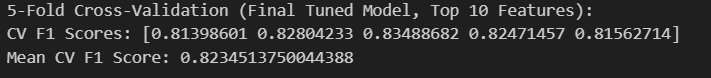 5-Fold Cross-Validation (Final Tuned Model, Top 10 Features):
CV F1 Scores: [0.81398601 0.82804233 0.83488682 0.82471457 0.81562714]
Mean CV F1 Score: 0.8234513750044388